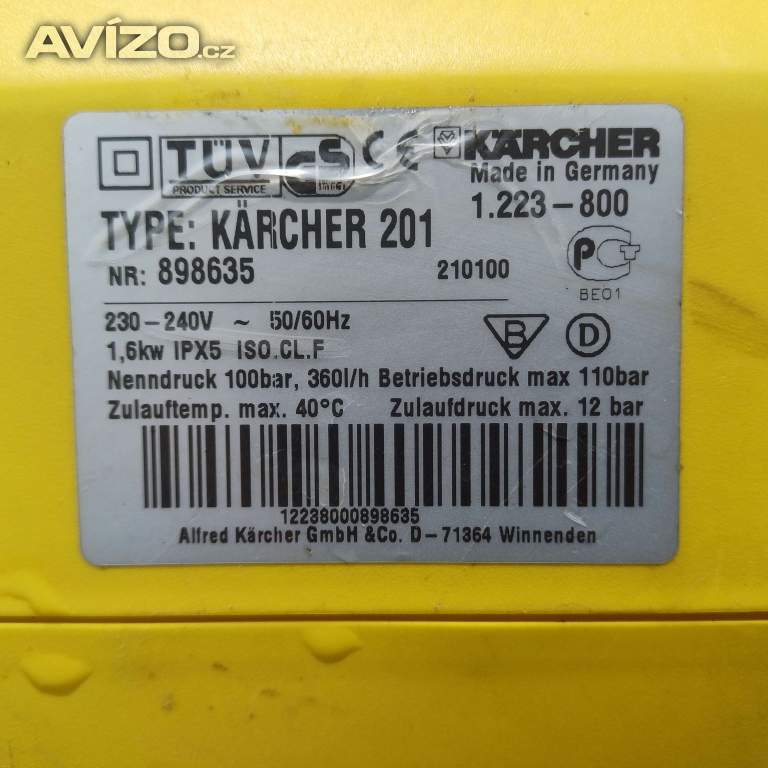 AVÍZO.cz
TÜV
PRODUCT SERVICE
GS
CE
KÄRCHER
Made in Germany
TYPE: KÄRCHER 201
1.223-800
NR: 898635
210100
PCT
BE01
230-240V ~ 50/60Hz
1,6kw IPX5 ISO.CL.F
B
D
Nenndruck 100bar, 360l/h Betriebsdruck max 110bar
Zulauftemp. max. 40°C Zulaufdruck max. 12 bar
12238000898635
Alfred Kärcher GmbH &Co. D-71364 Winnenden